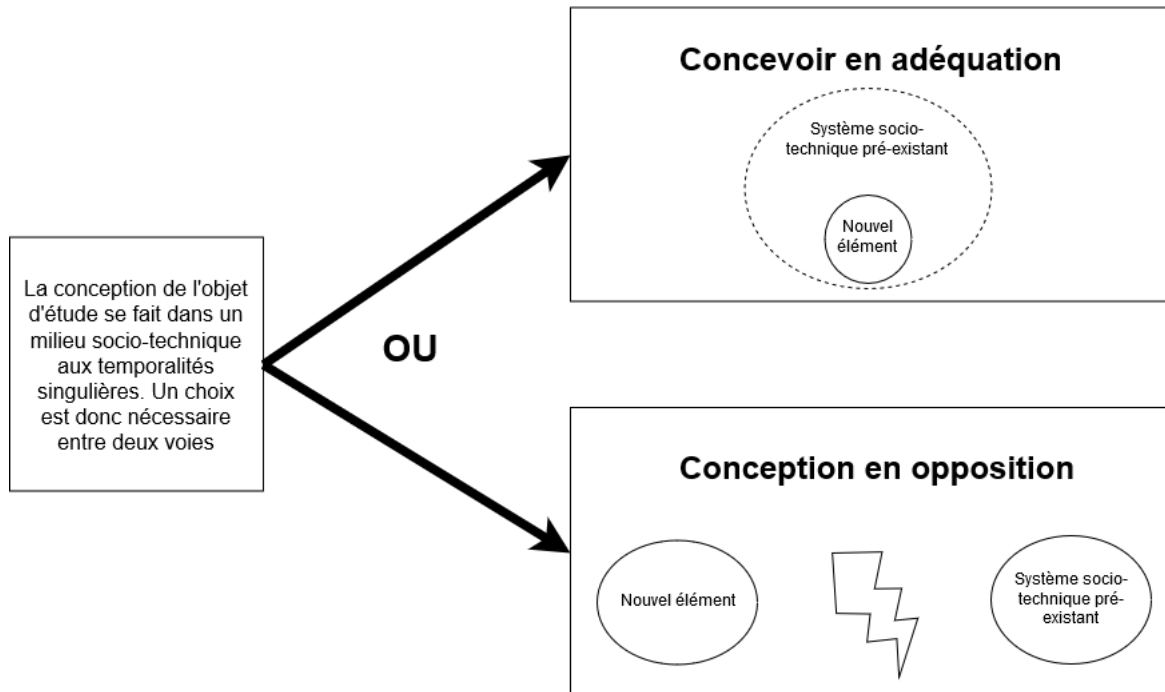 Concevoir en adéquation
Système socio-
technique pré-existant
Nouvel
élément
La conception de l'objet
d'étude se fait dans un
milieu socio-technique
aux temporalités
singulières. Un choix
est donc nécessaire
entre deux voies
OU
Conception en opposition
Nouvel élément
Système socio-
technique pré-
existant